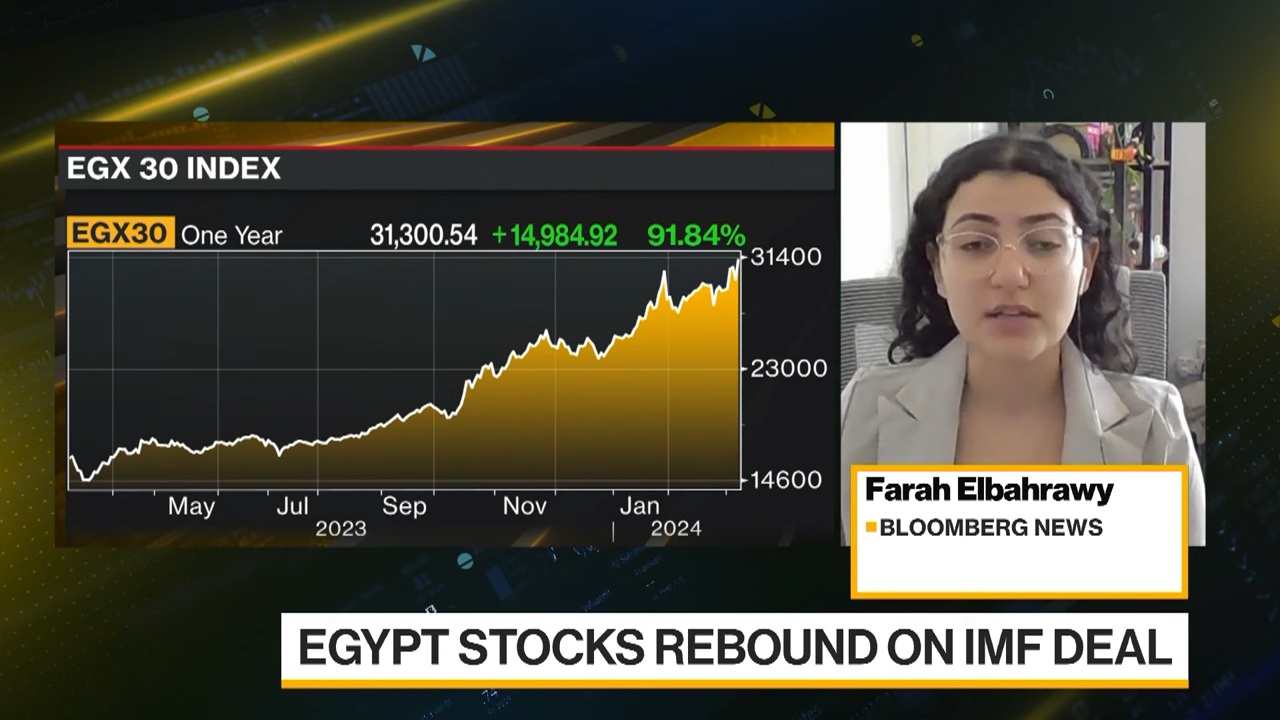 EGX 30 INDEX
EGX30 One Year 31,300.54 +14,984.92 91.84%
31400
23000
14600
May Jul Sep Nov Jan
2023 2024
Farah Elbahrawy
BLOOMBERG NEWS
EGYPT STOCKS REBOUND ON IMF DEAL